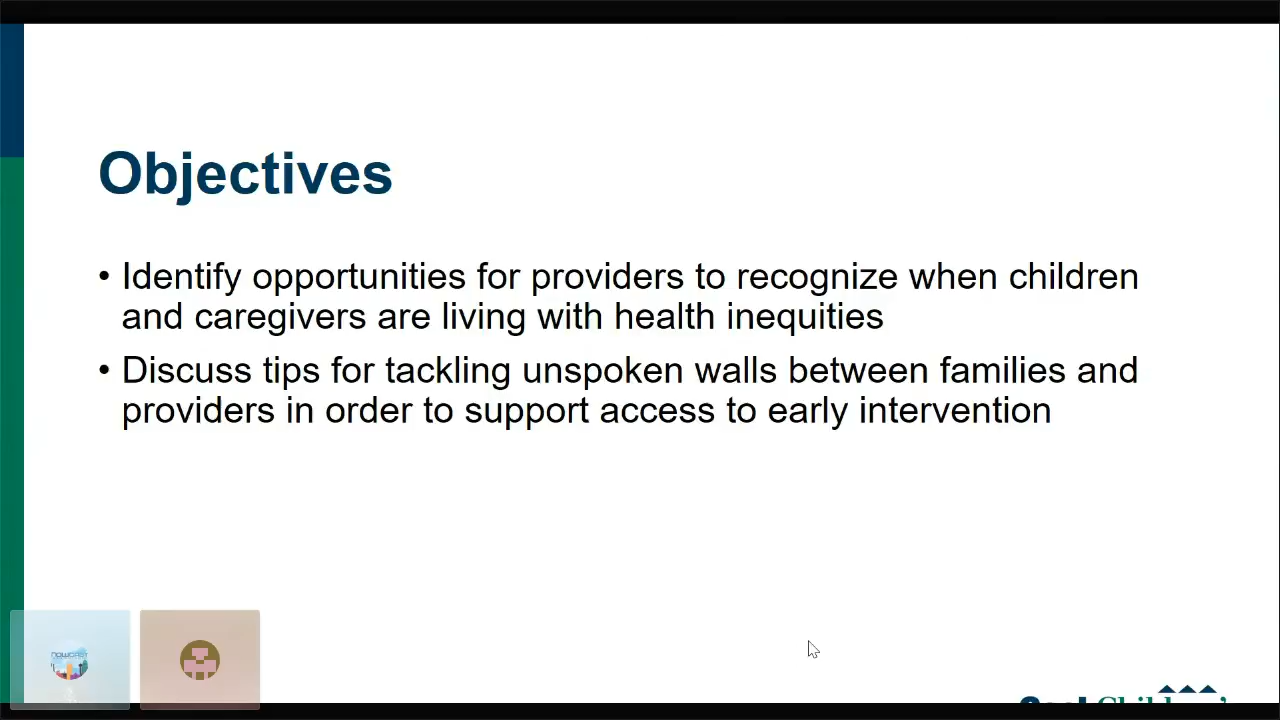 Objectives
• Identify opportunities for providers to recognize when children
and caregivers are living with health inequities
• Discuss tips for tackling unspoken walls between families and
providers in order to support access to early intervention